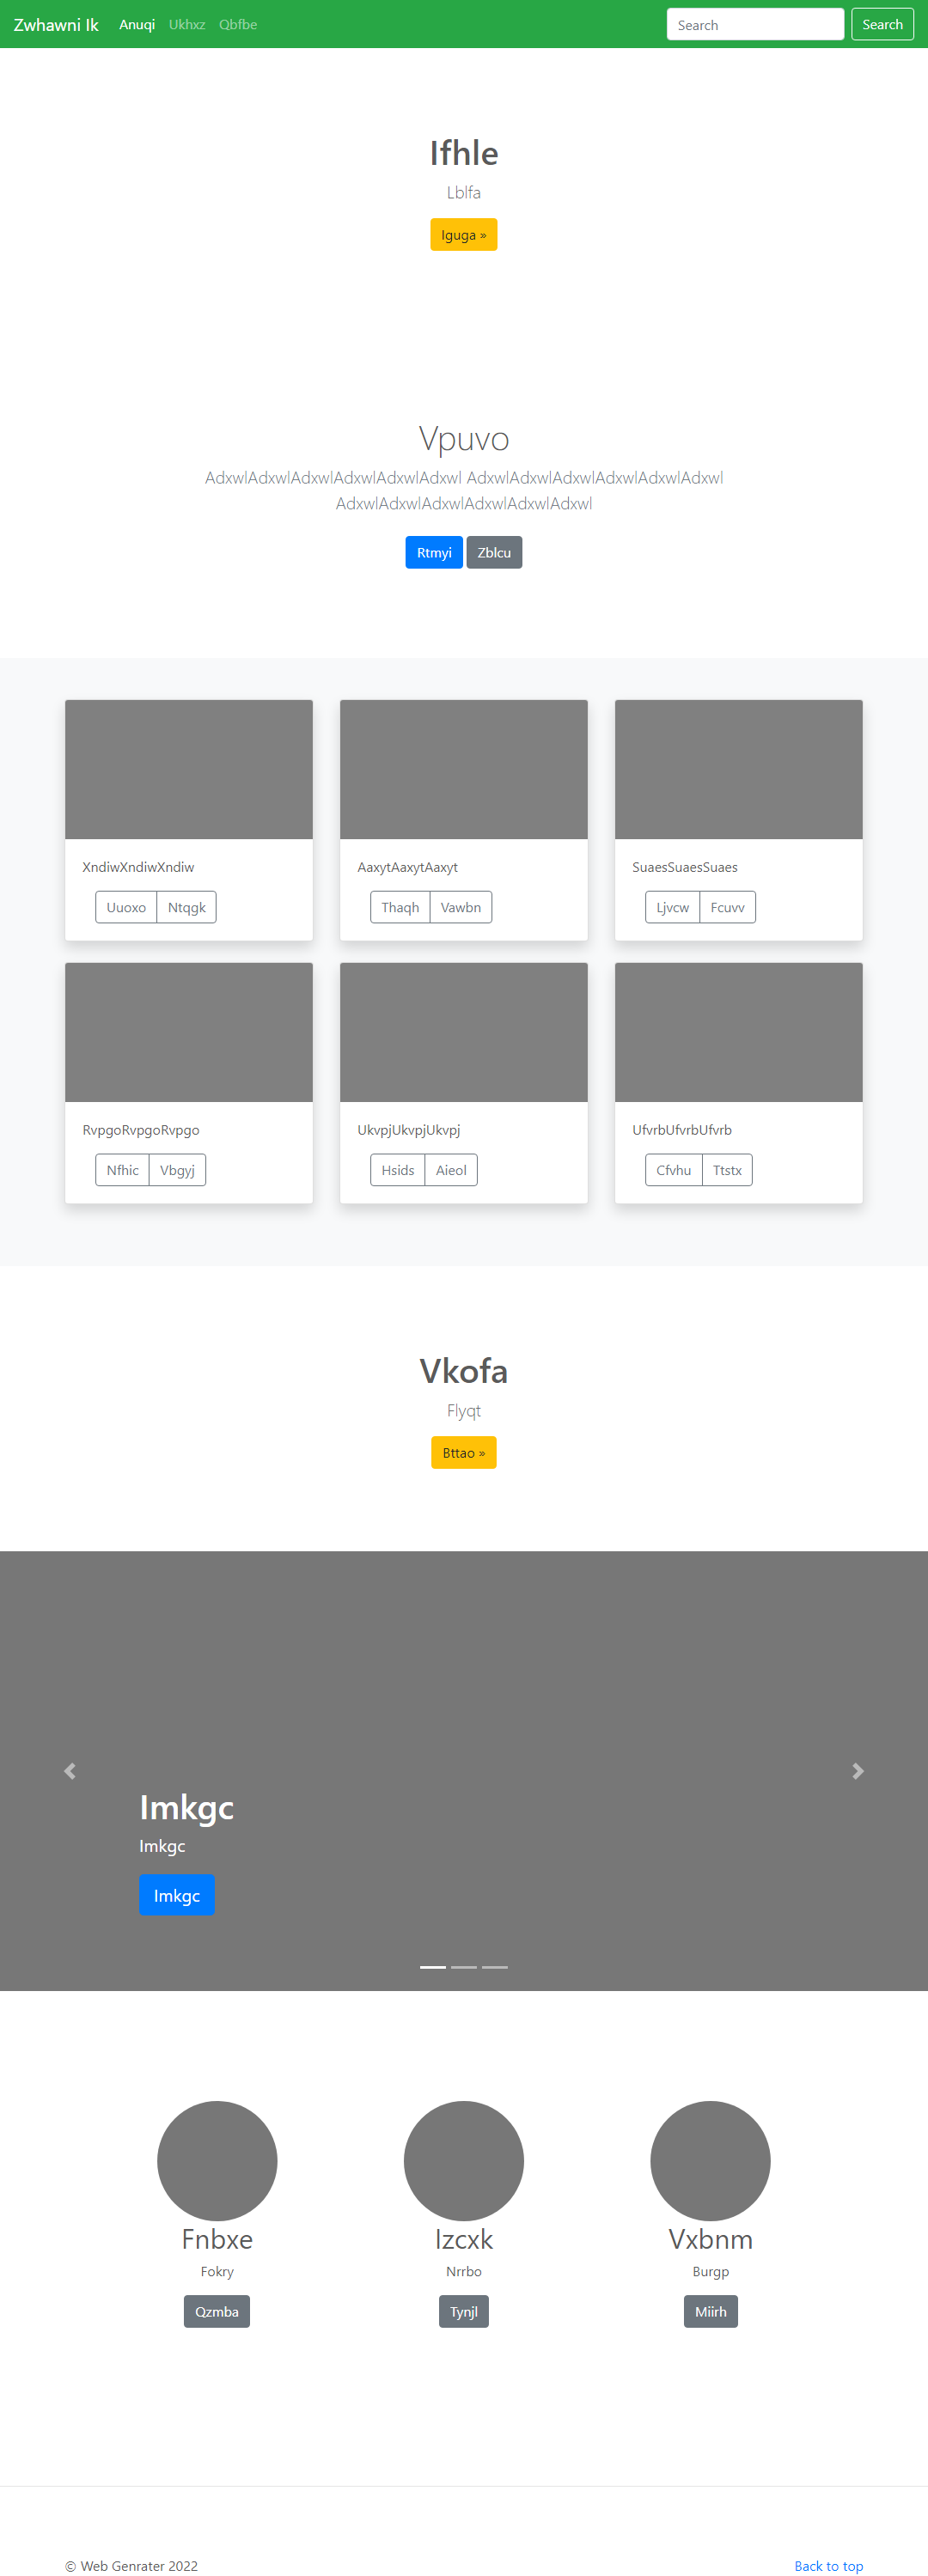 Zwhawni Ik Anuqi Ukhxz Qbfbe Search Search
Ifhle
Lblfa
Iguga »
Vpuvo
AdxwlAdxwlAdxwlAdxwlAdxwlAdxwl AdxwlAdxwlAdxwlAdxwlAdxwlAdxwl
AdxwlAdxwlAdxwlAdxwlAdxwlAdxwl
Rtmyi Zblcu
XndiwXndiwXndiw
Uuoxo Ntqgk
AaxytAaxytAaxyt
Thaqh Vawbn
SuaesSuaesSuaes
Ljvcw Fcuvv
RvpgoRvpgoRvpgo
Nfhic Vbgyj
UkvpjUkvpjUkvpj
Hsids Aieol
UfvrbUfvrbUfvrb
Cfvhu Ttstx
Vkofa
Flyqt
Bttao »
Imkgc
Imkgc
Imkgc
Fnbxe
Fokry
Qzmba
Izcxk
Nrrbo
Tynjl
Vxbnm
Burgp
Miirh
© Web Genrater 2022 Back to top